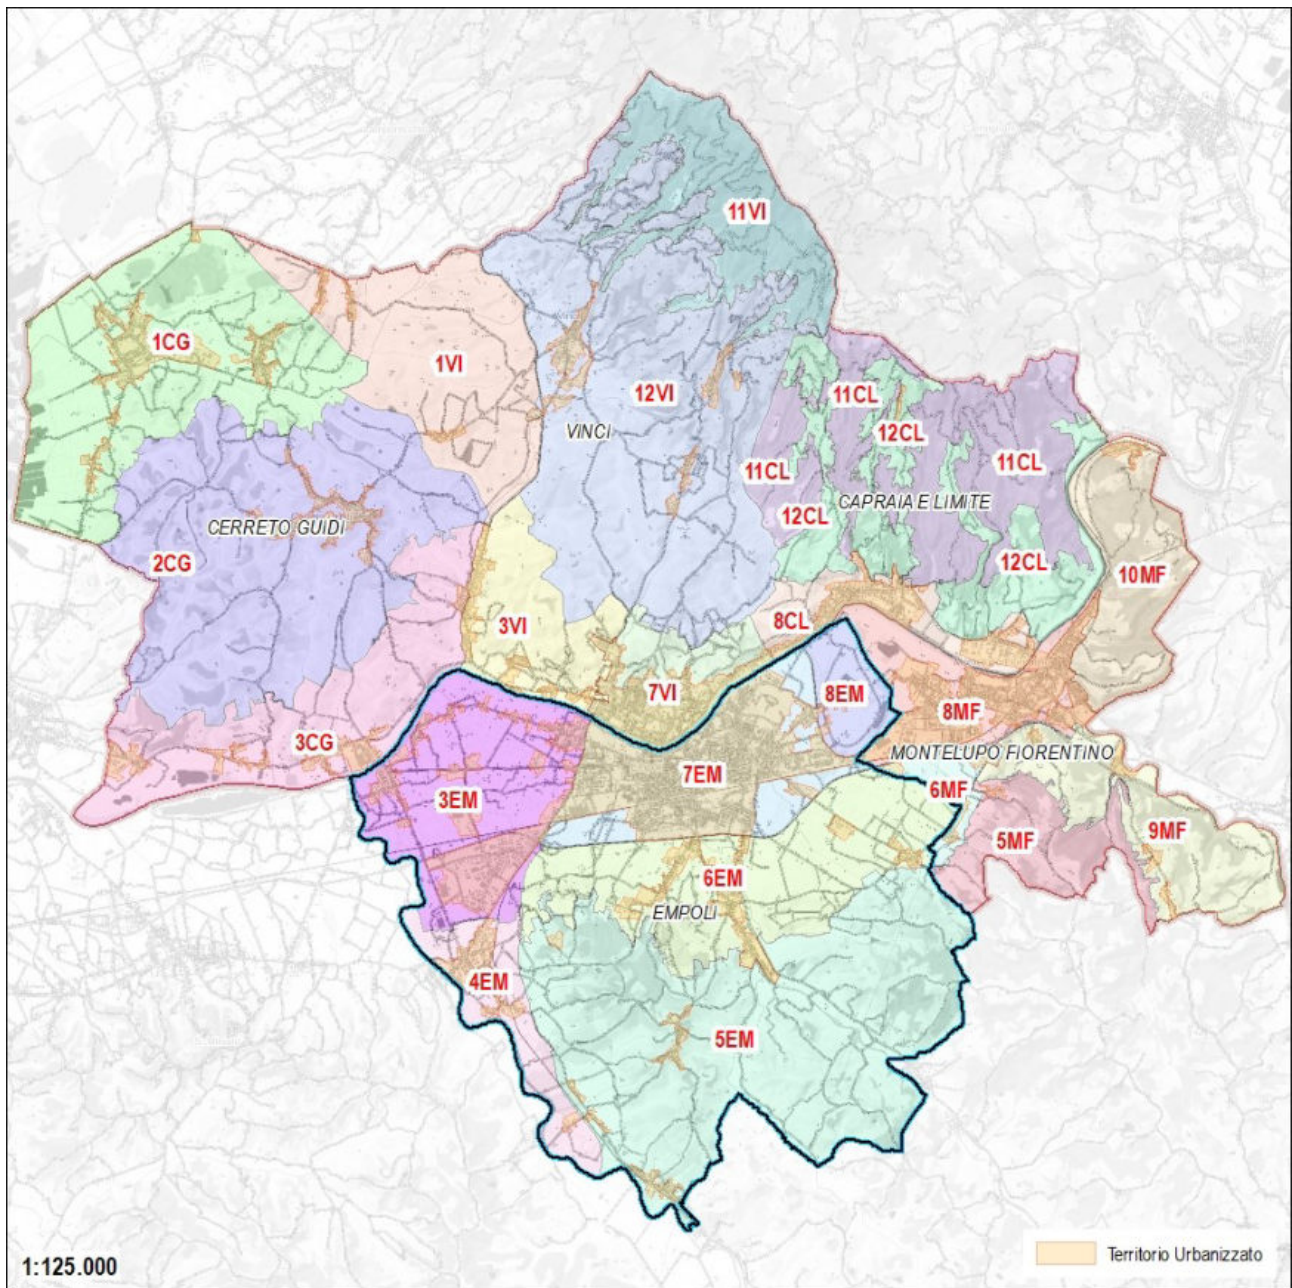 11VI
1CG
1VI
12VI
11CL
VINCI
12CL
11CL
11CL
CAPRAIA E LIMITE
12CL
CERRETO GUIDI
2CG
12CL
10MF
3VI
8CL
7VI
8EM
8MF
3CG
MONTELUPO FIORENTINO
7EM
6MF
3EM
5MF
9MF
6EM
EMPOLI
4EM
5EM
1:125.000
Territorio Urbanizzato